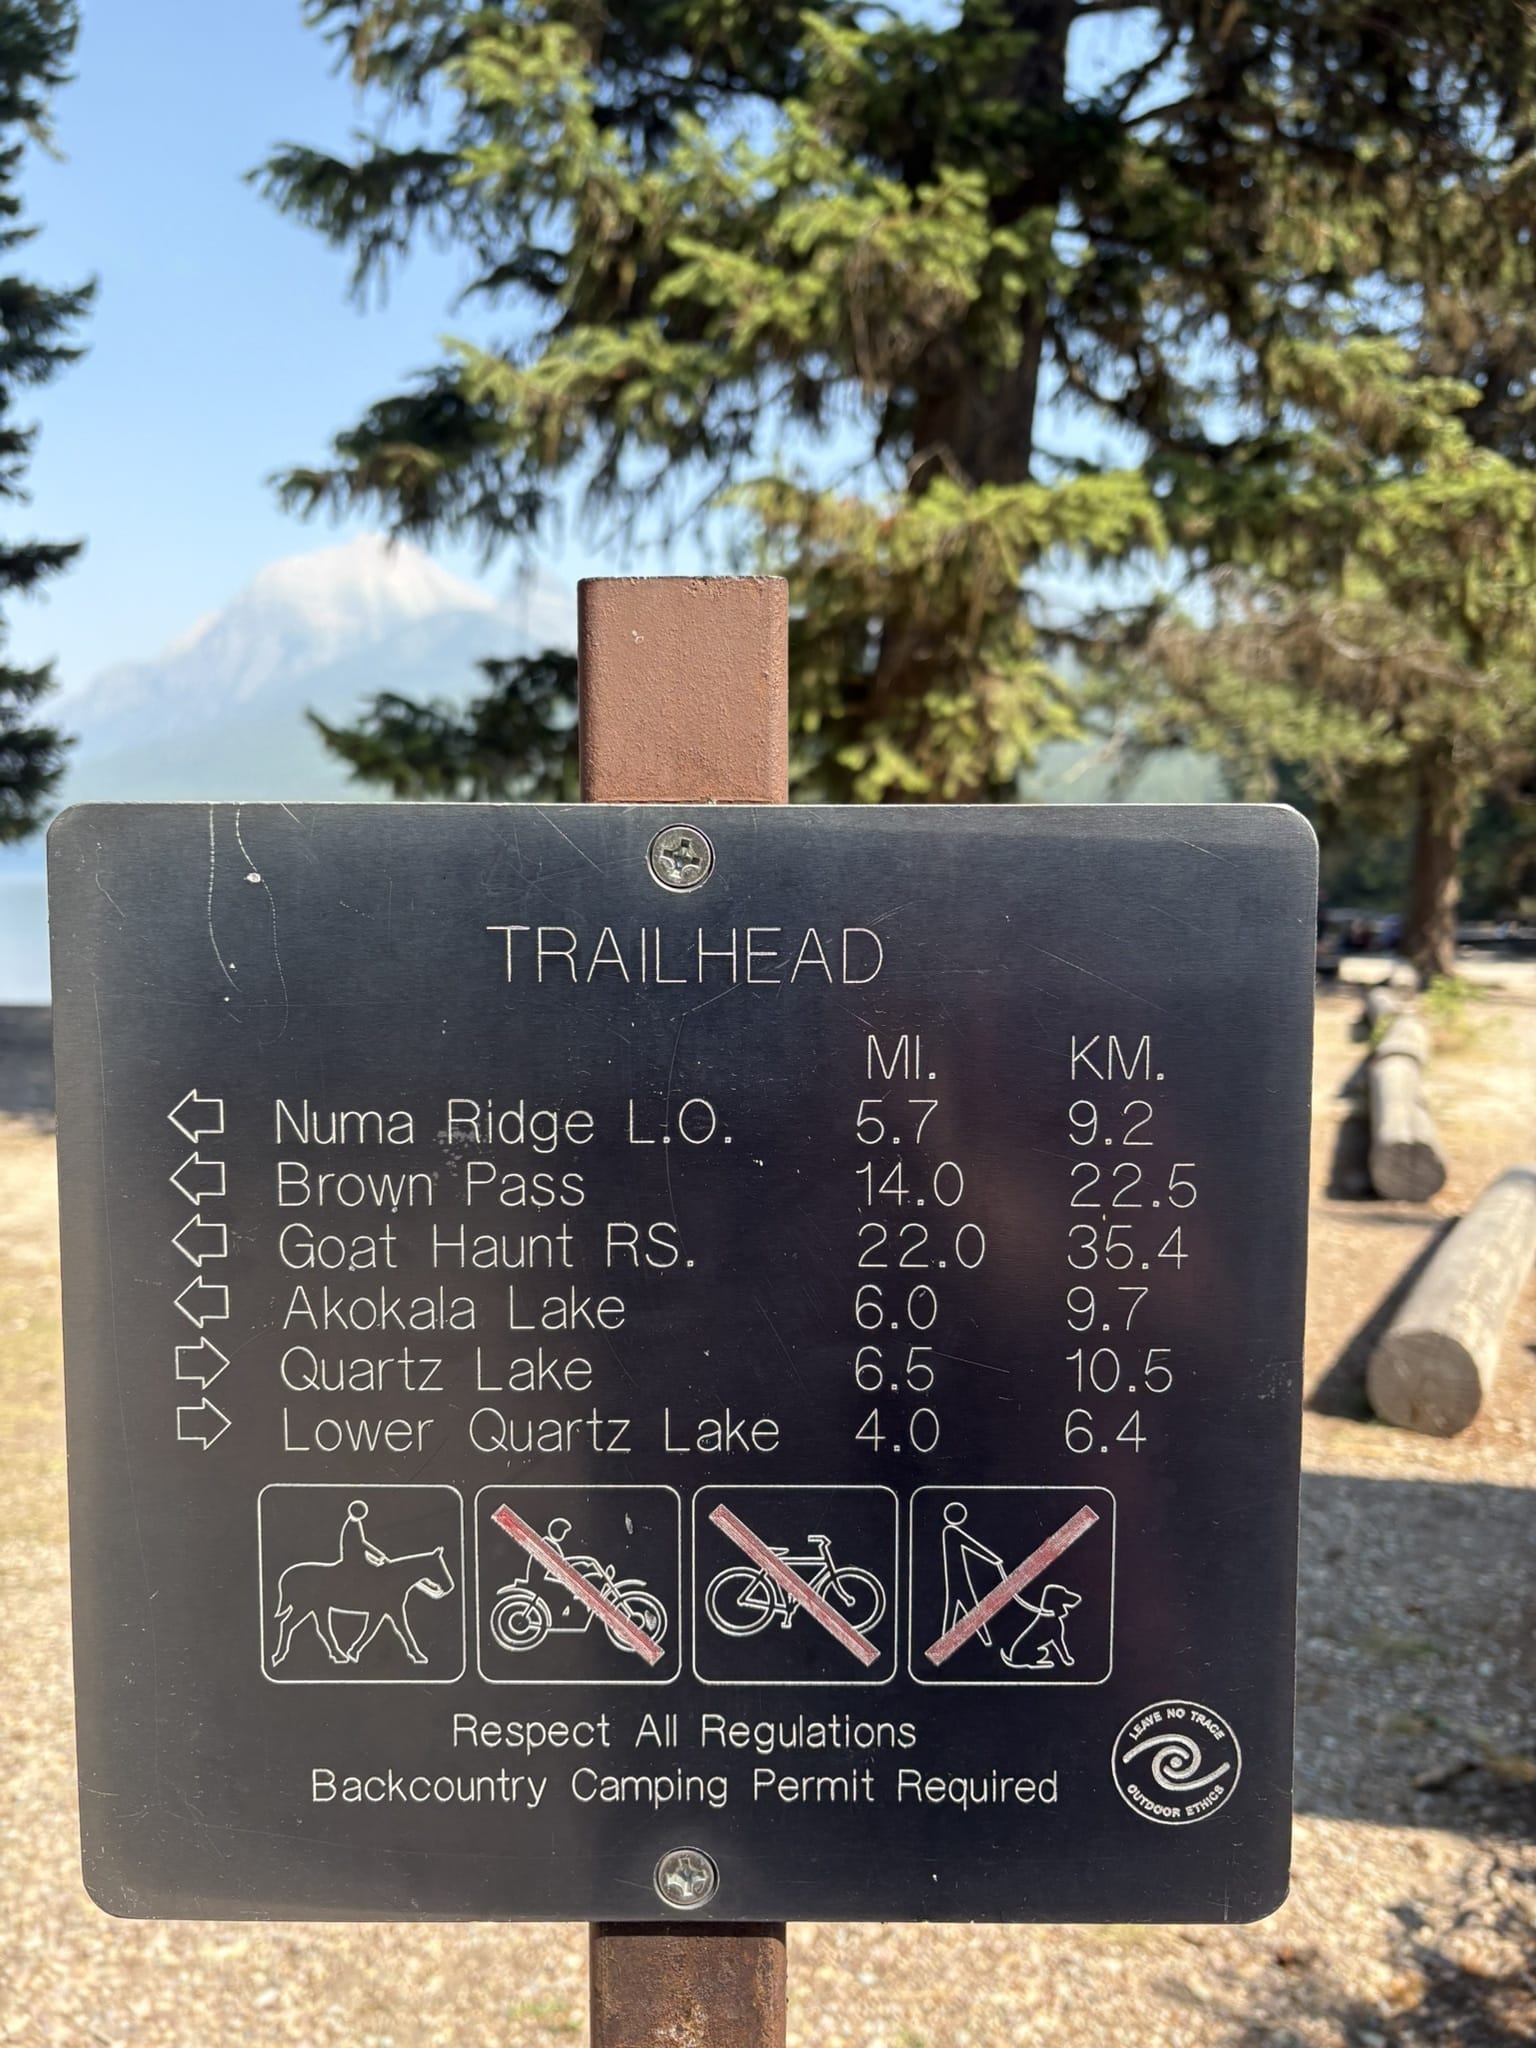 TRAILHEAD
MI. KM.
Numa Ridge L.O. 5.7 9.2
Brown Pass 14.0 22.5
Goat Haunt RS. 22.0 35.4
Akokala Lake 6.0 9.7
Quartz Lake 6.5 10.5
Lower Quartz Lake 4.0 6.4
Respect All Regulations
Backcountry Camping Permit Required
LEAVE NO TRACE
OUTDOOR ETHICS